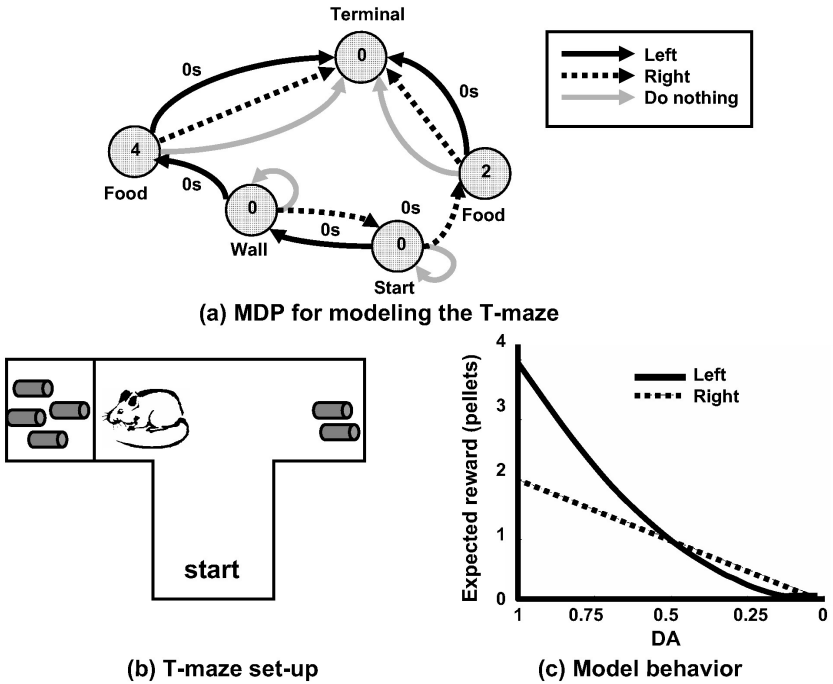 Terminal
0
Left
Right
Do nothing
0s
0s
4
Food
2
Food
0s
0
Wall
0s
0s
0
Start
(a) MDP for modeling the T-maze
start
(b) T-maze set-up
Expected reward (pellets)
4
3
2
1
0
Left
Right
1 0.75 0.5 0.25 0
DA
(c) Model behavior